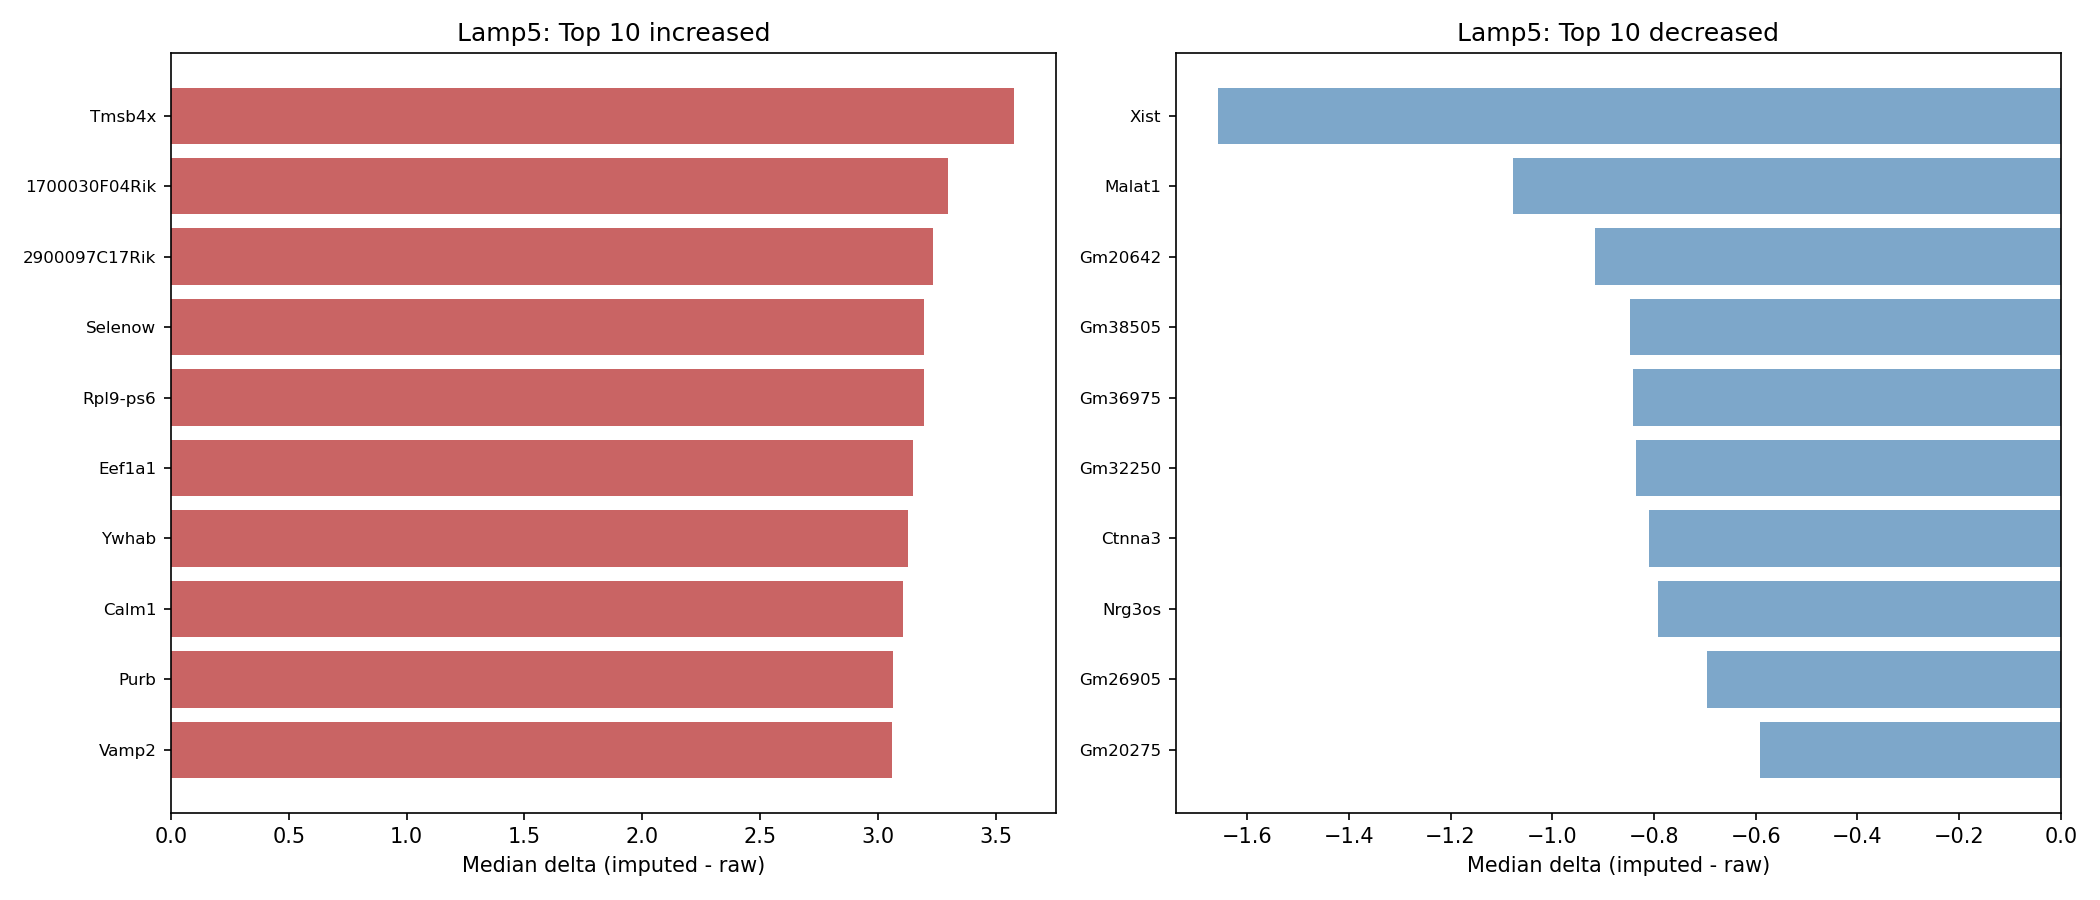 Lamp5: Top 10 increased
Tmsb4x
1700030F04Rik
2900097C17Rik
Selenow
Rpl9-ps6
Eef1a1
Ywhab
Calm1
Purb
Vamp2
0.0 0.5 1.0 1.5 2.0 2.5 3.0 3.5
Median delta (imputed - raw)
Lamp5: Top 10 decreased
Xist
Malat1
Gm20642
Gm38505
Gm36975
Gm32250
Ctnna3
Nrg3os
Gm26905
Gm20275
−1.6 −1.4 −1.2 −1.0 −0.8 −0.6 −0.4 −0.2 0.0
Median delta (imputed - raw)